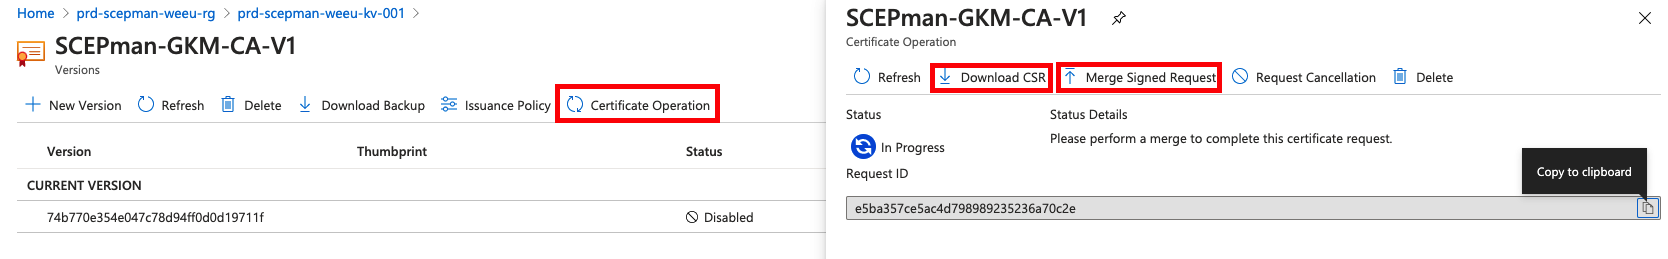 Home > prd-scepman-weeu-rg > prd-scepman-weeu-kv-001 >
SCEPman-GKM-CA-V1
Versions
New Version Refresh Delete Download Backup Issuance Policy Certificate Operation
Version Thumbprint Status
CURRENT VERSION
74b770e354e047c78d94ff0d0d19711f Disabled
SCEPman-GKM-CA-V1
Certificate Operation
Refresh Download CSR Merge Signed Request Request Cancellation Delete
Status Status Details
In Progress Please perform a merge to complete this certificate request.
Request ID
Copy to clipboard
e5ba357ce5ac4d798989235236a70c2e